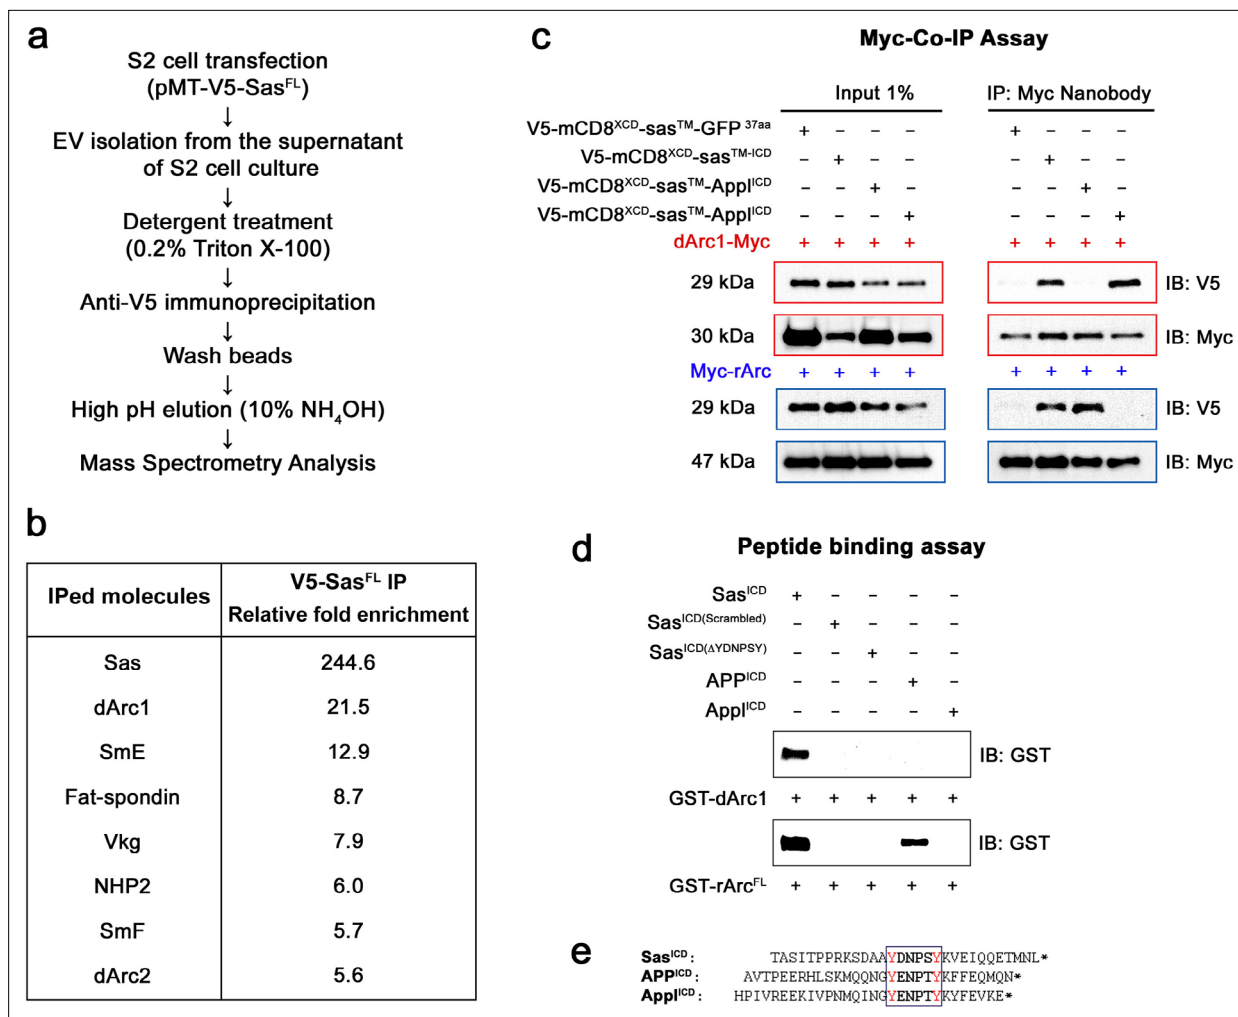 a
S2 cell transfection
(pMT-V5-Sas^FL)
↓
EV isolation from the supernatant
of S2 cell culture
↓
Detergent treatment
(0.2% Triton X-100)
↓
Anti-V5 immunoprecipitation
↓
Wash beads
↓
High pH elution (10% NH₄OH)
↓
Mass Spectrometry Analysis
b
IPed molecules V5-Sas^FL IP
Relative fold enrichment
Sas 244.6
dArc1 21.5
SmE 12.9
Fat-spondin 8.7
Vkg 7.9
NHP2 6.0
SmF 5.7
dArc2 5.6
c
Myc-Co-IP Assay
Input 1% IP: Myc Nanobody
V5-mCD8^XCD-sas^TM-GFP^37aa + – – – + – – –
V5-mCD8^XCD-sas^TM-ICD – + – – – + – –
V5-mCD8^XCD-sas^TM-Appl^ICD – – + – – – + –
V5-mCD8^XCD-sas^TM-Appl^ICD – – – + – – – +
dArc1-Myc + + + + + + + +
29 kDa IB: V5
30 kDa IB: Myc
Myc-rArc + + + + + + + +
29 kDa IB: V5
47 kDa IB: Myc
d
Peptide binding assay
Sas^ICD + – – – –
Sas^ICD(Scrambled) – + – – –
Sas^ICD(ΔYDNPSY) – – + – –
APP^ICD – – – + –
Appl^ICD – – – – +
IB: GST
GST-dArc1 + + + + +
IB: GST
GST-rArc^FL + + + + +
e
Sas^ICD: TASITPPRKSDAAYDNPSYKVEIQQETMNL*
APP^ICD: AVTPEERHLSKMQQNGYENPTYKFFEQMQN*
Appl^ICD: HPIVREEKIVPNMQINGYENPTYKYFEVKE*